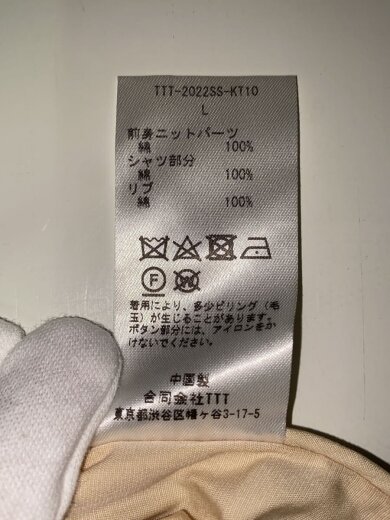 TTT-2022SS-KT10
L
前身ニットパーツ
綿 100%
シャツ部分
綿 100%
リブ
綿 100%
F
W
着用により、多少ピリング(毛
玉)が生じることがあります。
ボタン部分には、アイロンをか
けないでください。
中国製
合同会社TTT
東京都渋谷区幡ヶ谷3-17-5